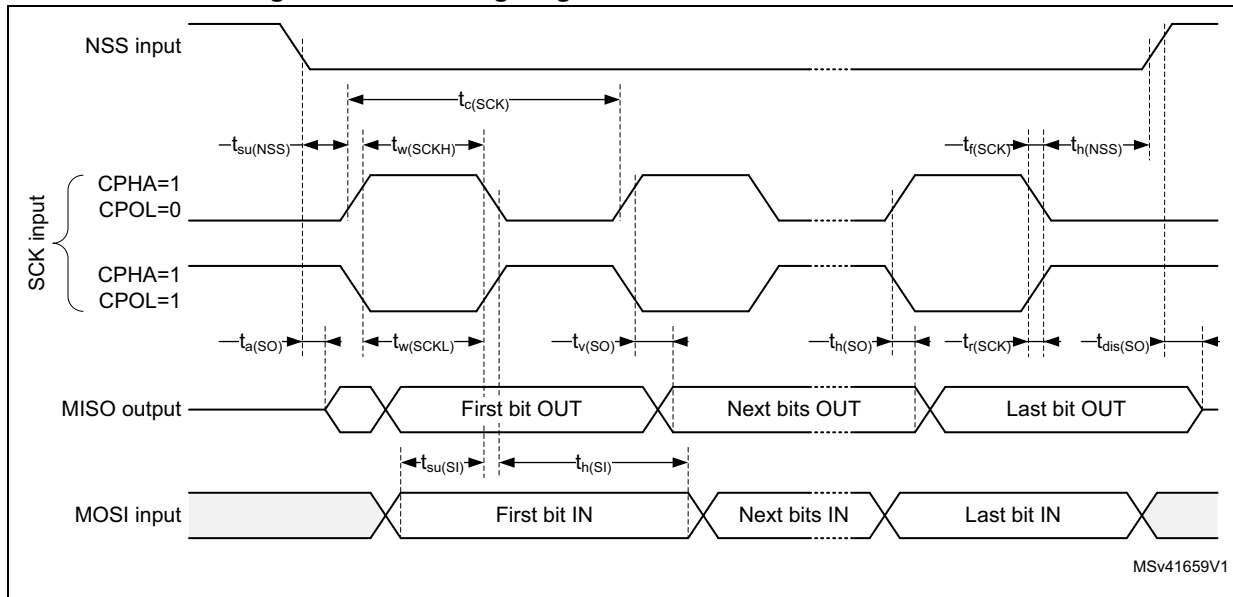 NSS input
tc(SCK)
tsu(NSS) tw(SCKH) tf(SCK) th(NSS)
SCK input
CPHA=1
CPOL=0
CPHA=1
CPOL=1
ta(SO) tw(SCKL) tv(SO) th(SO) tr(SCK) tdis(SO)
MISO output First bit OUT Next bits OUT Last bit OUT
tsu(SI) th(SI)
MOSI input First bit IN Next bits IN Last bit IN
MSv41659V1